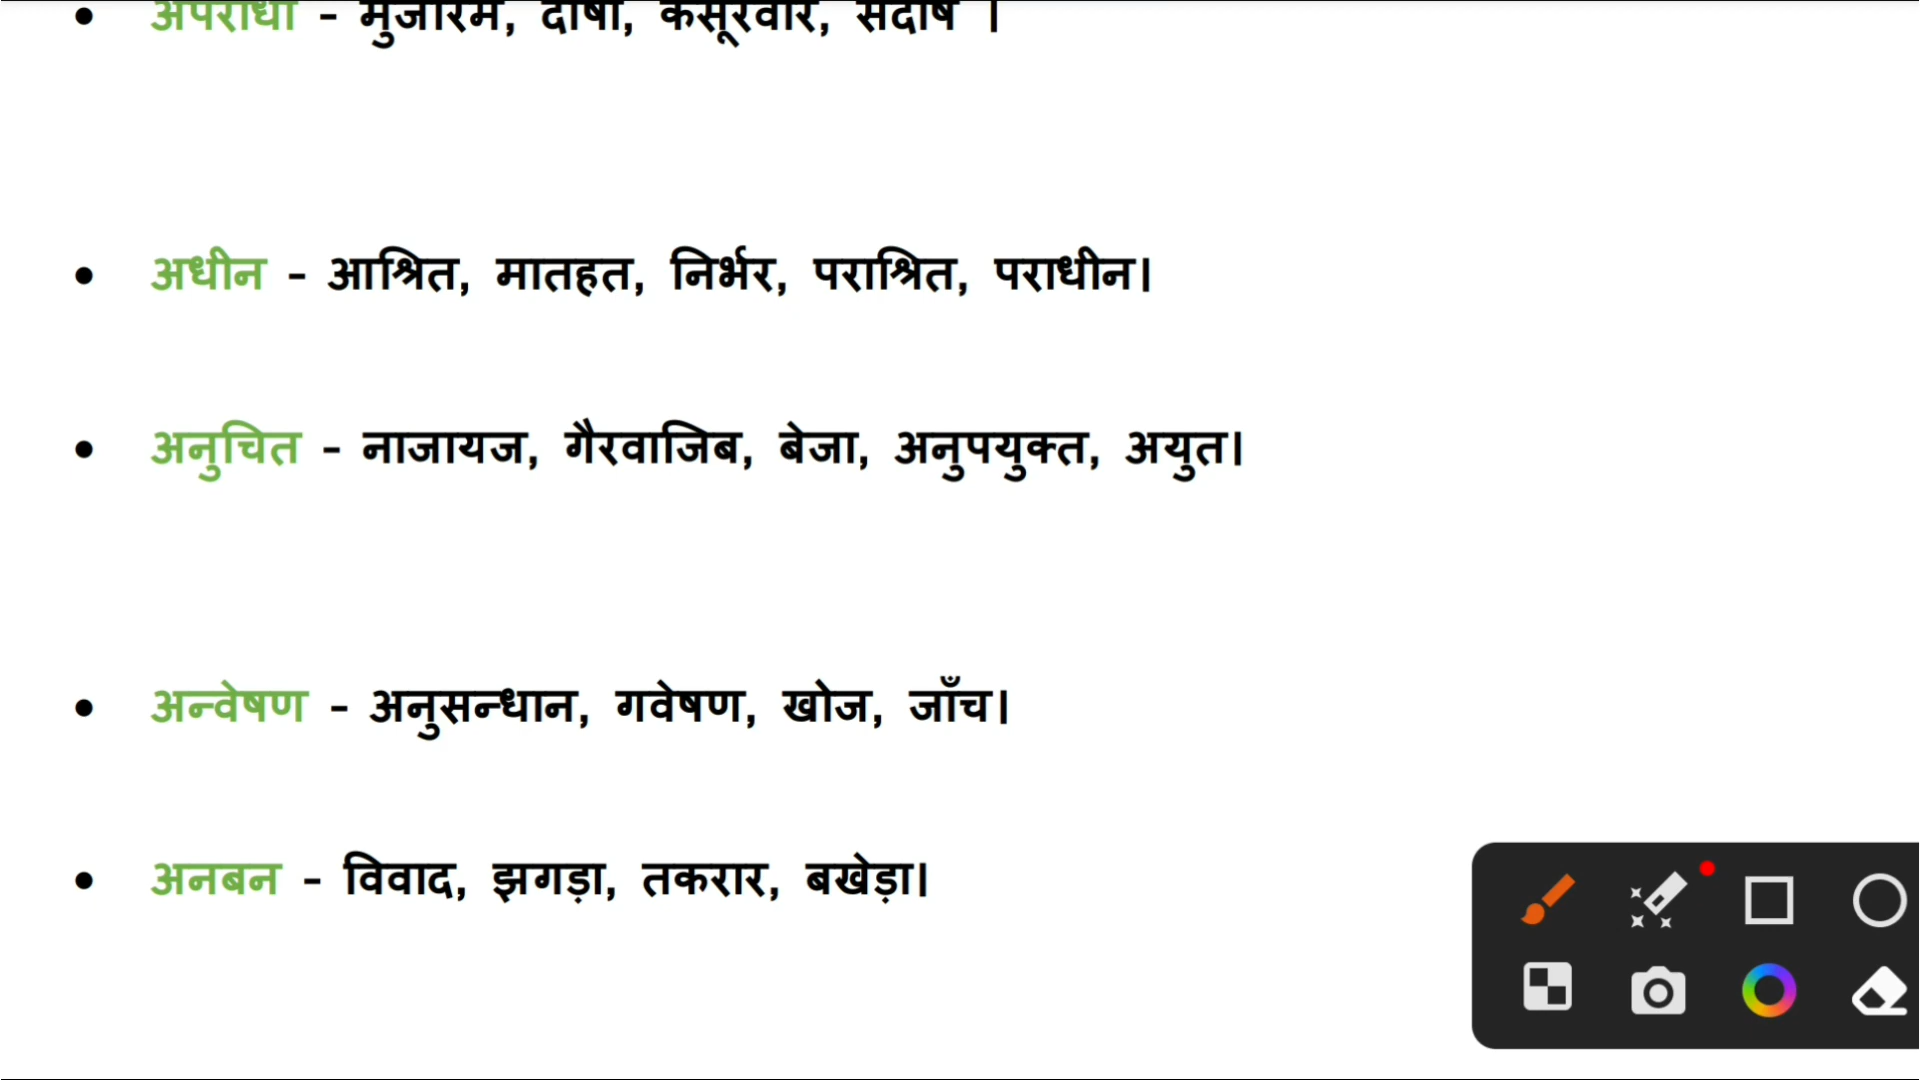 • अपराधी – मुजरिम, दोषी, कसूरवार, सदोष ।
• अधीन – आश्रित, मातहत, निर्भर, पराश्रित, पराधीन।
• अनुचित – नाजायज, गैरवाजिब, बेजा, अनुपयुक्त, अयुत।
• अन्वेषण – अनुसन्धान, गवेषण, खोज, जाँच।
• अनबन – विवाद, झगड़ा, तकरार, बखेड़ा।